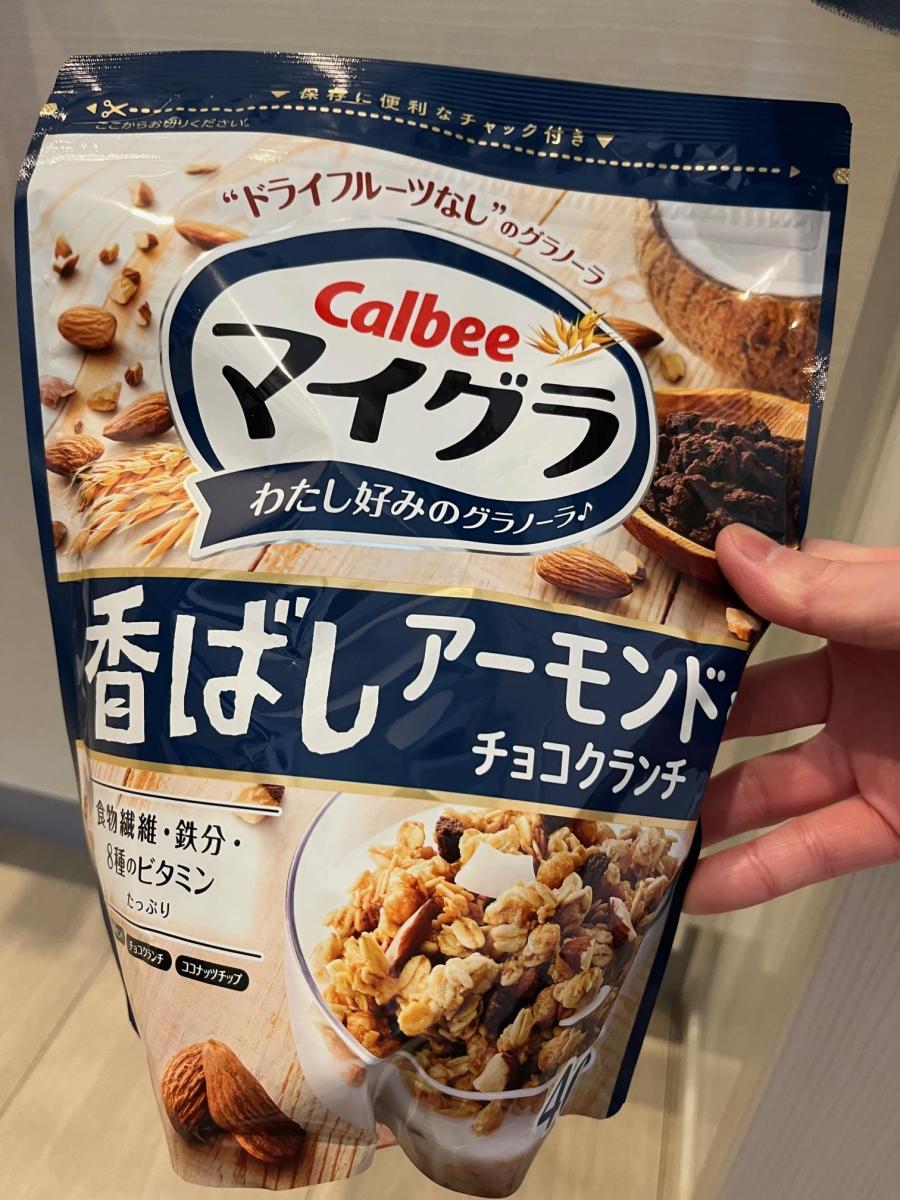 保存に便利なチャック付き
ここからお切りください。
“ドライフルーツなし”のグラノーラ
Calbee
マイグラ
わたし好みのグラノーラ♪
香ばし
アーモンド
チョコクランチ
食物繊維・鉄分・
8種のビタミン
たっぷり
チョコクランチ
ココナッツチップ